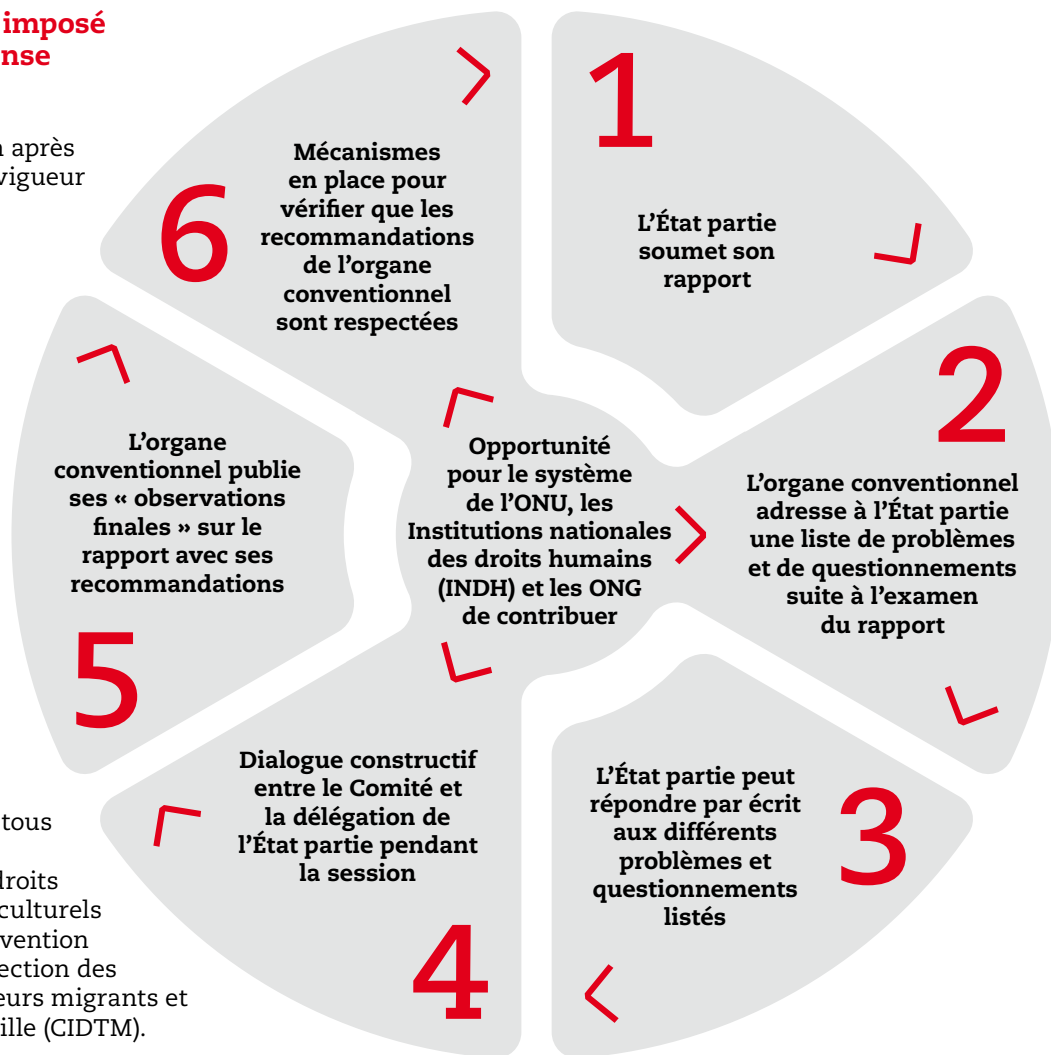 imposé
nse
après
vigueur
1
L’État partie
soumet son
rapport
2
L’organe conventionnel
adresse à l’État partie
une liste de problèmes
et de questionnements
suite à l’examen
du rapport
3
L’État partie peut
répondre par écrit
aux différents
problèmes et
questionnements
listés
4
Dialogue constructif
entre le Comité et
la délégation de
l’État partie pendant
la session
5
L’organe
conventionnel publie
ses « observations
finales » sur le
rapport avec ses
recommandations
6
Mécanismes
en place pour
vérifier que les
recommandations
de l’organe
conventionnel
sont respectées
Opportunité
pour le système
de l’ONU, les
Institutions nationales
des droits humains
(INDH) et les ONG
de contribuer
tous
droits
culturels
vention
ection des
eurs migrants et
ille (CIDTM).